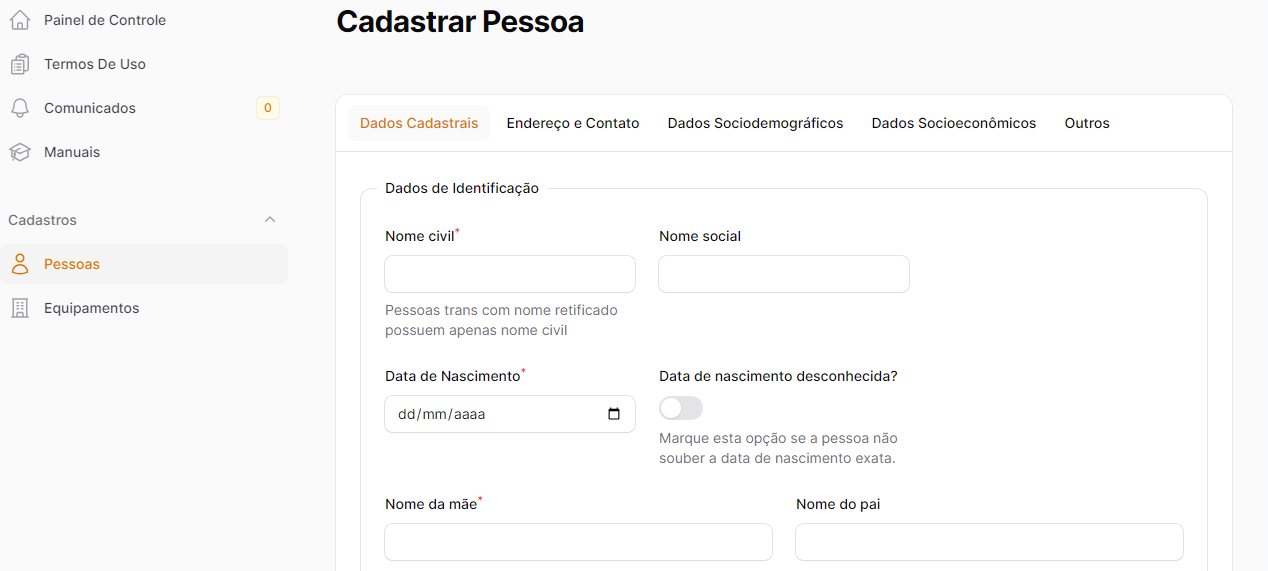 Painel de Controle
Termos De Uso
Comunicados 0
Manuais
Cadastros
Pessoas
Equipamentos
Cadastrar Pessoa
Dados Cadastrais Endereço e Contato Dados Sociodemográficos Dados Socioeconômicos Outros
Dados de Identificação
Nome civil* Nome social
Pessoas trans com nome retificado
possuem apenas nome civil
Data de Nascimento* Data de nascimento desconhecida?
dd/mm/aaaa
Marque esta opção se a pessoa não
souber a data de nascimento exata.
Nome da mãe* Nome do pai